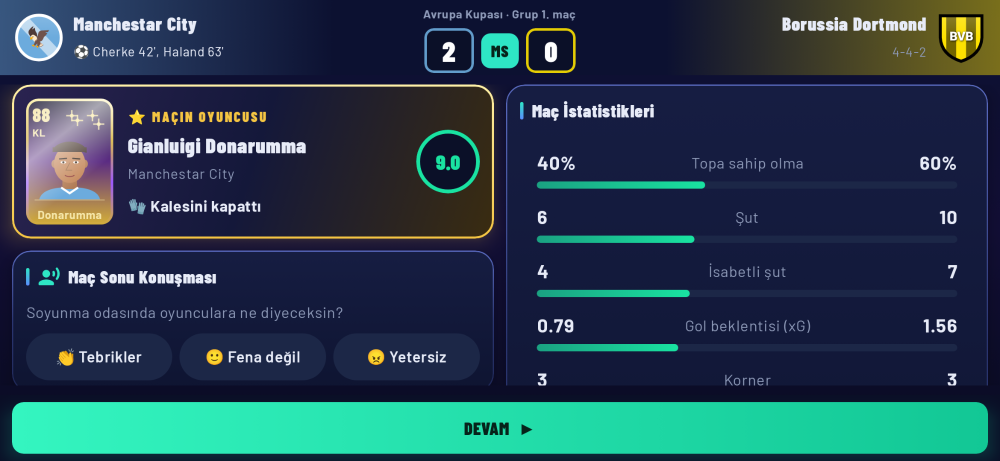 Manchestar City
⚽ Cherke 42', Haland 63'
Avrupa Kupası · Grup 1. maç
2 MS 0
Borussia Dortmond
4-4-2
BVB
88
KL
Donarumma
⭐ MAÇIN OYUNCUSU
Gianluigi Donarumma
Manchestar City
🧤 Kalesini kapattı
9.0
Maç Sonu Konuşması
Soyunma odasında oyunculara ne diyeceksin?
👏 Tebrikler
🙂 Fena değil
😠 Yetersiz
Maç İstatistikleri
40% Topa sahip olma 60%
6 Şut 10
4 İsabetli şut 7
0.79 Gol beklentisi (xG) 1.56
3 Korner 3
DEVAM ►